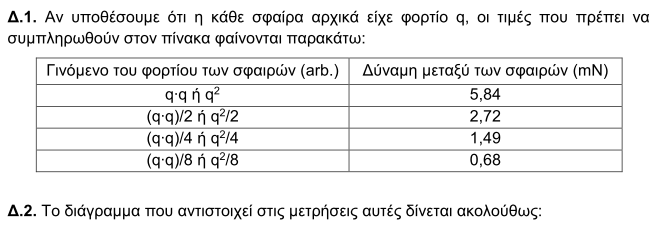 Δ.1. Αν υποθέσουμε ότι η κάθε σφαίρα αρχικά είχε φορτίο q, οι τιμές που πρέπει να
συμπληρωθούν στον πίνακα φαίνονται παρακάτω:
Γινόμενο του φορτίου των σφαιρών (arb.) Δύναμη μεταξύ των σφαιρών (mN)
q·q ή q² 5,84
(q·q)/2 ή q²/2 2,72
(q·q)/4 ή q²/4 1,49
(q·q)/8 ή q²/8 0,68
Δ.2. Το διάγραμμα που αντιστοιχεί στις μετρήσεις αυτές δίνεται ακολούθως: